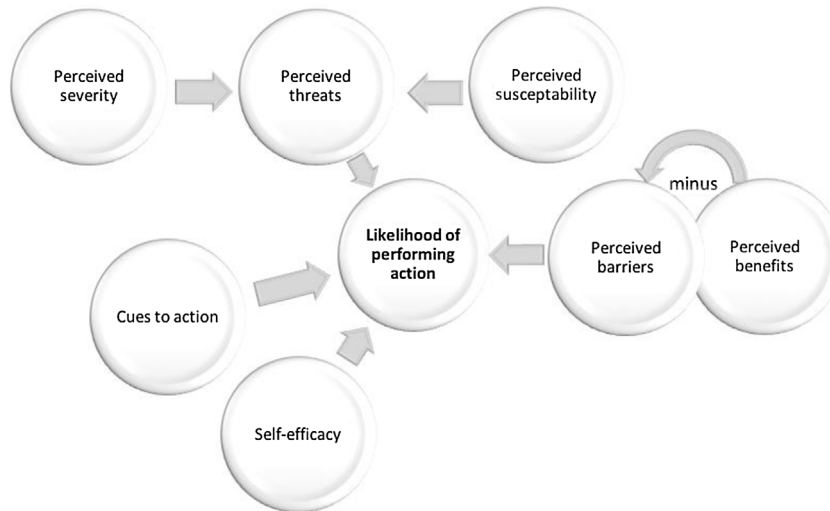 Perceived
severity
Perceived
threats
Perceived
susceptability
minus
Likelihood of
performing
action
Perceived
barriers
Perceived
benefits
Cues to action
Self-efficacy